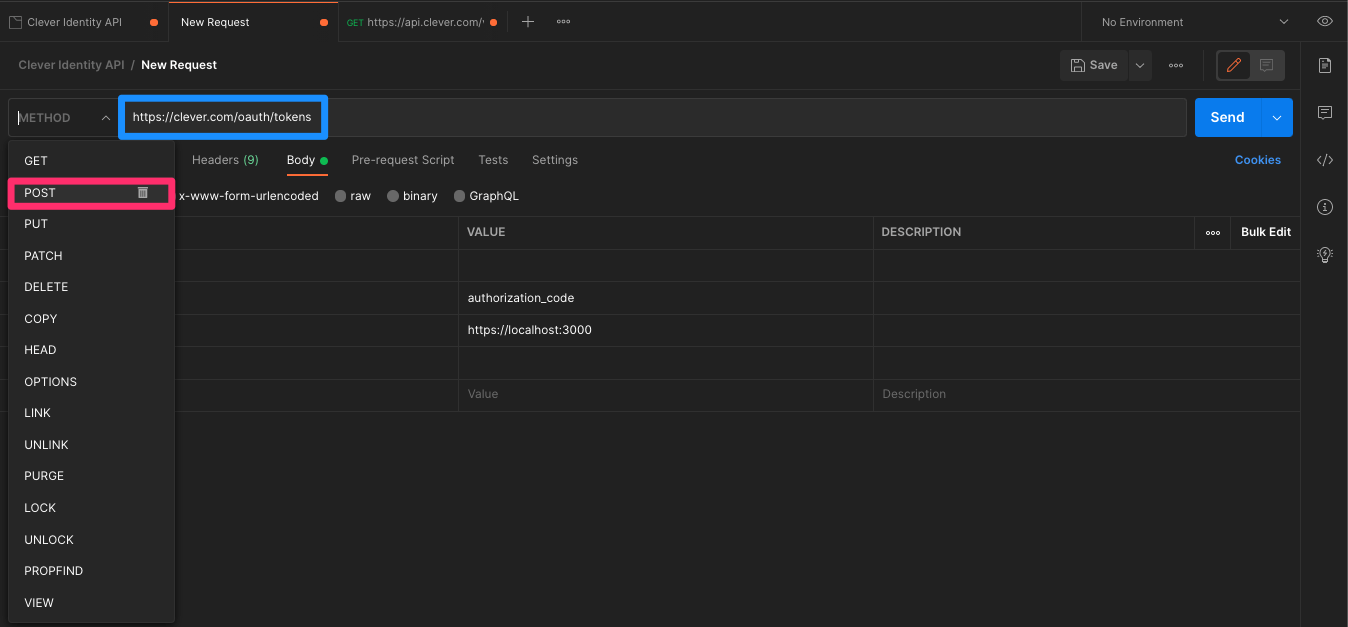 Clever Identity API New Request GET https://api.clever.com/v No Environment
Clever Identity API / New Request Save
METHOD https://clever.com/oauth/tokens Send
GET Headers (9) Body Pre-request Script Tests Settings Cookies
POST x-www-form-urlencoded raw binary GraphQL
PUT VALUE DESCRIPTION Bulk Edit
PATCH
DELETE authorization_code
COPY https://localhost:3000
HEAD
OPTIONS Value Description
LINK
UNLINK
PURGE
LOCK
UNLOCK
PROPFIND
VIEW